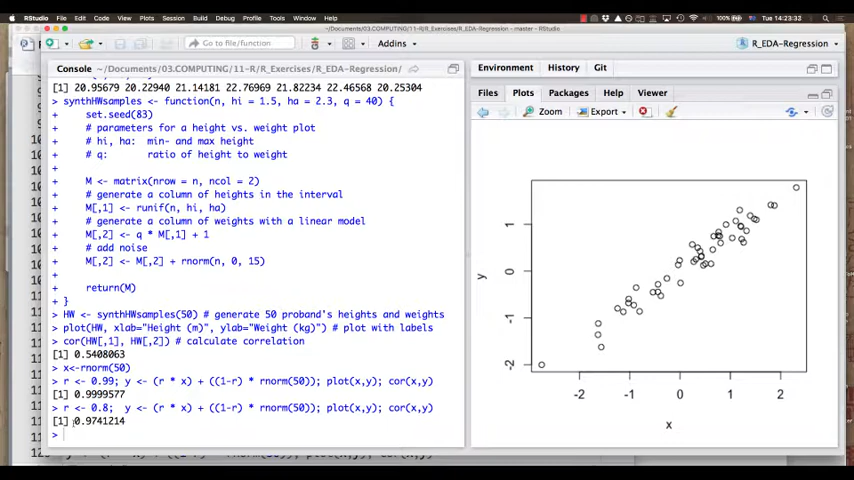 RStudio File Edit Code View Plots Session Build Debug Profile Tools Window Help Tue 14:23:33
~/Documents/03.COMPUTING/11-R/R_Exercises/R_EDA-Regression - master - RStudio
Go to file/function Addins R_EDA-Regression
Console ~/Documents/03.COMPUTING/11-R/R_Exercises/R_EDA-Regression/
Environment History Git
Files Plots Packages Help Viewer
Zoom Export
[1] 20.95679 20.22940 21.14181 22.76969 21.82234 22.46568 20.25304
> synthHWsamples <- function(n, hi = 1.5, ha = 2.3, q = 40) {
+ set.seed(83)
+ # parameters for a height vs. weight plot
+ # hi, ha: min- and max height
+ # q: ratio of height to weight
+
+ M <- matrix(nrow = n, ncol = 2)
+ # generate a column of heights in the interval
+ M[,1] <- runif(n, hi, ha)
+ # generate a column of weights with a linear model
+ M[,2] <- q * M[,1] + 1
+ # add noise
+ M[,2] <- M[,2] + rnorm(n, 0, 15)
+
+ return(M)
+ }
> HW <- synthHWsamples(50) # generate 50 proband's heights and weights
> plot(HW, xlab="Height (m)", ylab="Weight (kg)") # plot with labels
> cor(HW[,1], HW[,2]) # calculate correlation
[1] 0.5408063
> x<-rnorm(50)
> r <- 0.99; y <- (r * x) + ((1-r) * rnorm(50)); plot(x,y); cor(x,y)
[1] 0.9999577
> r <- 0.8; y <- (r * x) + ((1-r) * rnorm(50)); plot(x,y); cor(x,y)
[1] 0.9741214
>
y
1
0
-1
-2
-2 -1 0 1 2
x